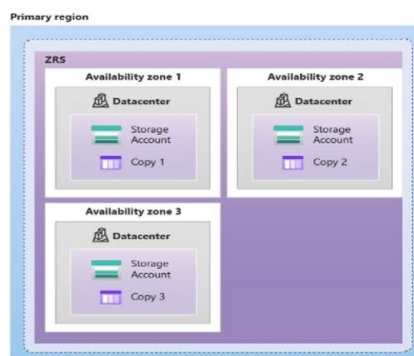 Primary region
ZRS
Availability zone 1
Datacenter
Storage
Account
Copy 1
Availability zone 2
Datacenter
Storage
Account
Copy 2
Availability zone 3
Datacenter
Storage
Account
Copy 3